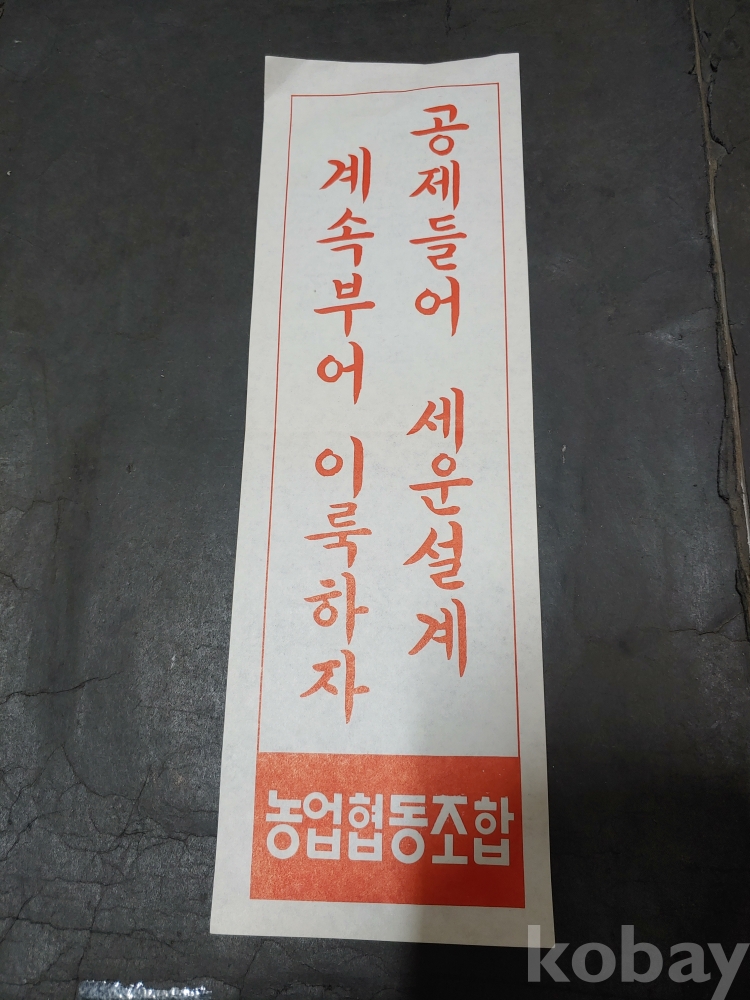 공제들어 세운설계
계속부어 이룩하자
농업협동조합
kobay